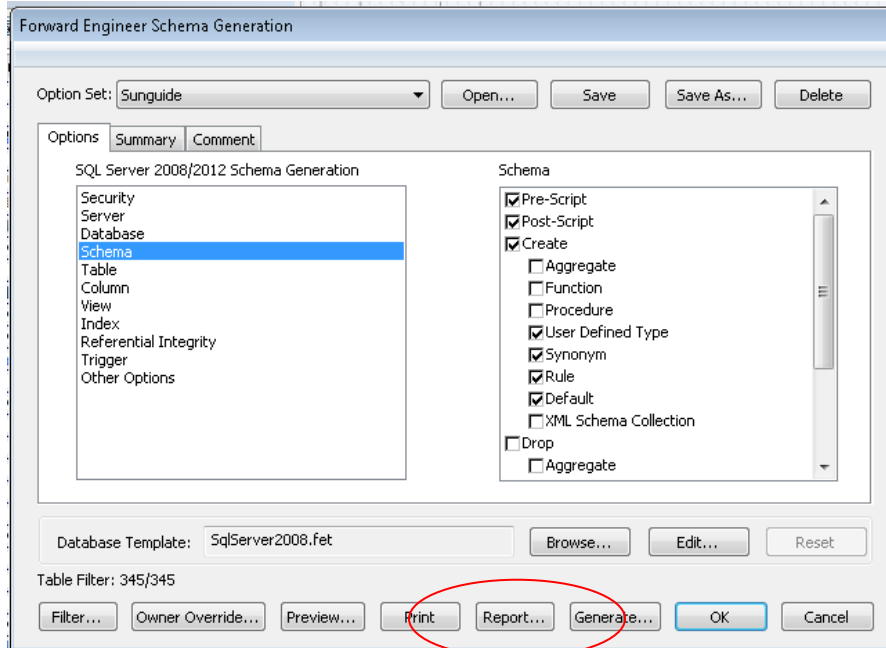 Forward Engineer Schema Generation
Option Set: Sunguide Open... Save Save As... Delete
Options Summary Comment
SQL Server 2008/2012 Schema Generation
Security
Server
Database
Schema
Table
Column
View
Index
Referential Integrity
Trigger
Other Options
Schema
Pre-Script
Post-Script
Create
Aggregate
Function
Procedure
User Defined Type
Synonym
Rule
Default
XML Schema Collection
Drop
Aggregate
Database Template: SqlServer2008.fet Browse... Edit... Reset
Table Filter: 345/345
Filter... Owner Override... Preview... Print Report... Generate... OK Cancel